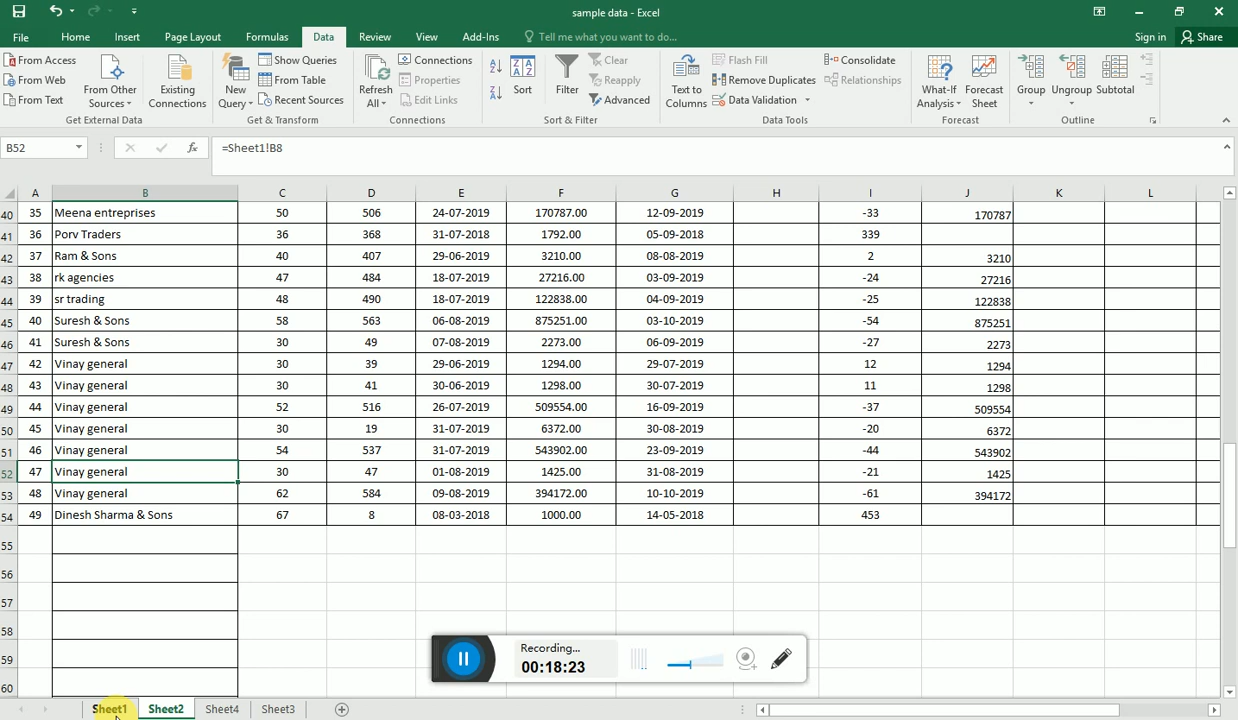 sample data - Excel
File Home Insert Page Layout Formulas Data Review View Add-Ins Tell me what you want to do... Sign in Share
From Access
From Web
From Text
From Other Sources
Existing Connections
Get External Data
New Query
Show Queries
From Table
Recent Sources
Get & Transform
Refresh All
Connections
Properties
Edit Links
Connections
Sort
Filter
Clear
Reapply
Advanced
Sort & Filter
Text to Columns
Flash Fill
Remove Duplicates
Data Validation
Consolidate
Relationships
Data Tools
What-If Analysis
Forecast Sheet
Forecast
Group
Ungroup
Subtotal
Outline
B52 fx =Sheet1!B8
A B C D E F G H I J K L
40 35 Meena entreprises 50 506 24-07-2019 170787.00 12-09-2019 -33 170787
41 36 Porv Traders 36 368 31-07-2018 1792.00 05-09-2018 339
42 37 Ram & Sons 40 407 29-06-2019 3210.00 08-08-2019 2 3210
43 38 rk agencies 47 484 18-07-2019 27216.00 03-09-2019 -24 27216
44 39 sr trading 48 490 18-07-2019 122838.00 04-09-2019 -25 122838
45 40 Suresh & Sons 58 563 06-08-2019 875251.00 03-10-2019 -54 875251
46 41 Suresh & Sons 30 49 07-08-2019 2273.00 06-09-2019 -27 2273
47 42 Vinay general 30 39 29-06-2019 1294.00 29-07-2019 12 1294
48 43 Vinay general 30 41 30-06-2019 1298.00 30-07-2019 11 1298
49 44 Vinay general 52 516 26-07-2019 509554.00 16-09-2019 -37 509554
50 45 Vinay general 30 19 31-07-2019 6372.00 30-08-2019 -20 6372
51 46 Vinay general 54 537 31-07-2019 543902.00 23-09-2019 -44 543902
52 47 Vinay general 30 47 01-08-2019 1425.00 31-08-2019 -21 1425
53 48 Vinay general 62 584 09-08-2019 394172.00 10-10-2019 -61 394172
54 49 Dinesh Sharma & Sons 67 8 08-03-2018 1000.00 14-05-2018 453
55
56
57
58
59
60
Recording...
00:18:23
Sheet1 Sheet2 Sheet4 Sheet3